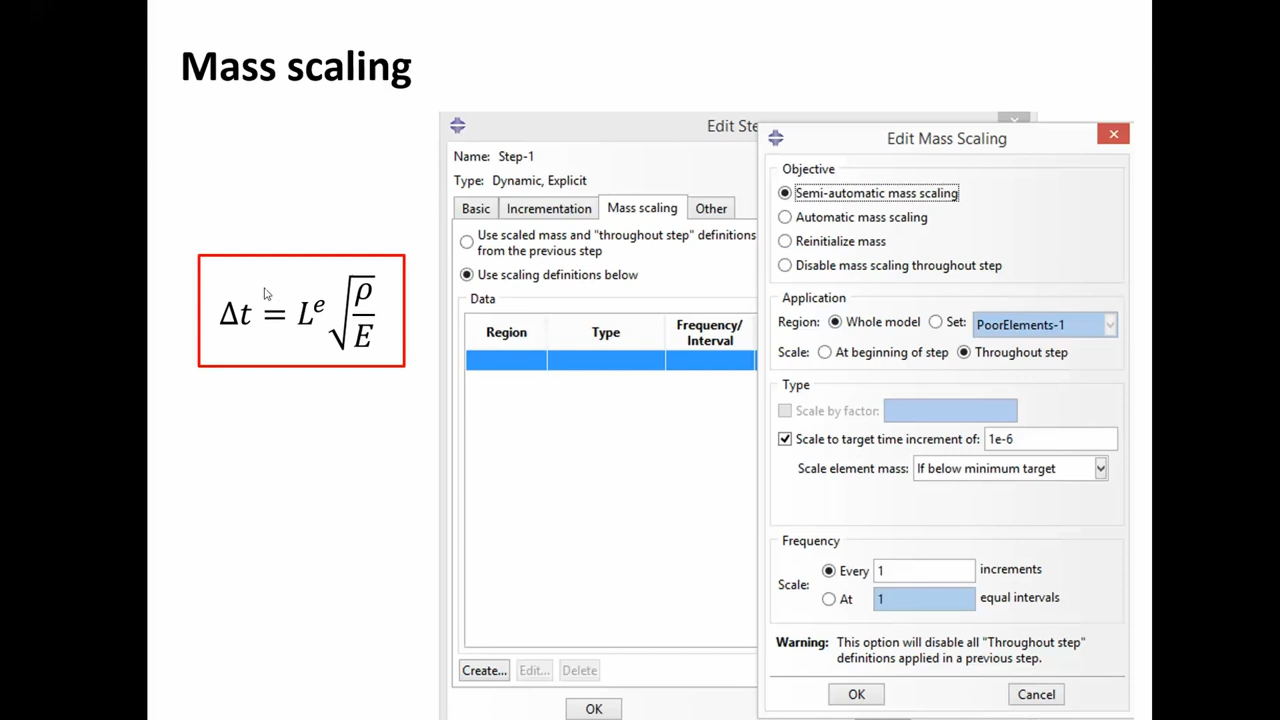 Mass scaling
Δt = L^e √(ρ/E)
Edit Ste
Name: Step-1
Type: Dynamic, Explicit
Basic Incrementation Mass scaling Other
Use scaled mass and "throughout step" definitions
from the previous step
Use scaling definitions below
Data
Region Type Frequency/
Interval
Create... Edit... Delete
OK
Edit Mass Scaling
Objective
Semi-automatic mass scaling
Automatic mass scaling
Reinitialize mass
Disable mass scaling throughout step
Application
Region: Whole model Set: PoorElements-1
Scale: At beginning of step Throughout step
Type
Scale by factor:
Scale to target time increment of: 1e-6
Scale element mass: If below minimum target
Frequency
Scale:
Every 1 increments
At 1 equal intervals
Warning: This option will disable all "Throughout step"
definitions applied in a previous step.
OK Cancel